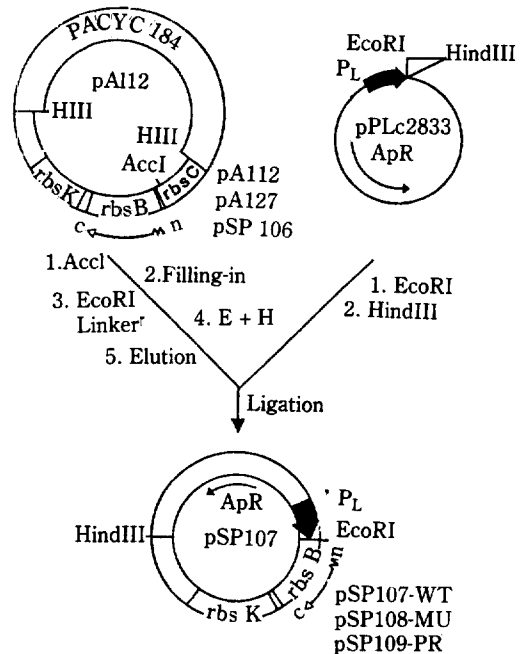 PACYC 184
pA112
HIII
HIII
AccI
rbsK
rbsB
rbsC
c
n
pA112
pA127
pSP 106
EcoRI
HindIII
PL
pPLc2833
ApR
1.AccI
2.Filling-in
3. EcoRI
Linker
4. E + H
5. Elution
1. EcoRI
2. HindIII
Ligation
ApR
PL
HindIII
pSP107
EcoRI
rbs B
n
rbs K
c
pSP107-WT
pSP108-MU
pSP109-PR